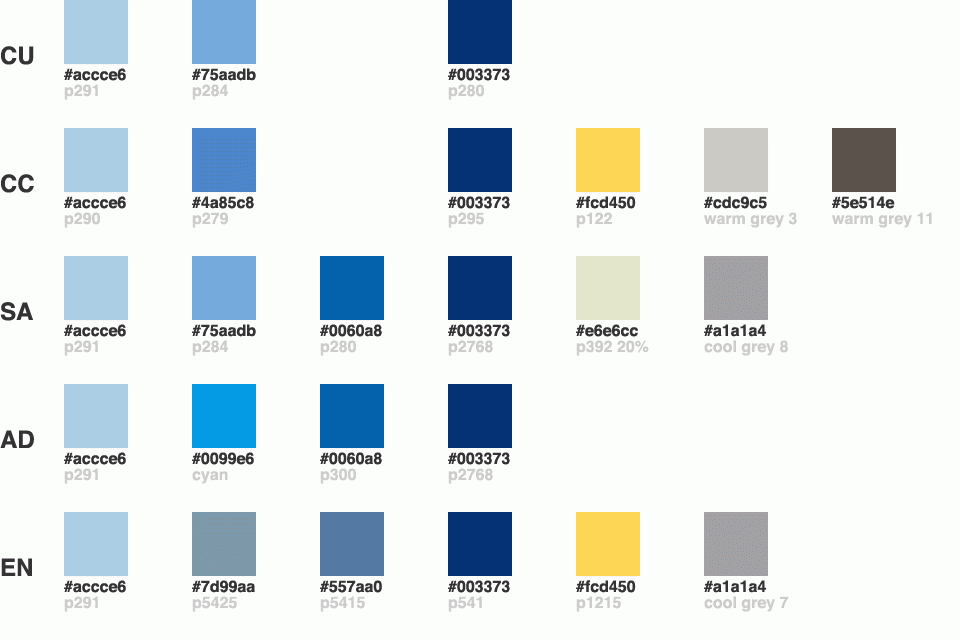 CU
#accce6 #75aadb #003373
p291 p284 p280
CC
#accce6 #4a85c8 #003373 #fcd450 #cdc9c5 #5e514e
p290 p279 p295 p122 warm grey 3 warm grey 11
SA
#accce6 #75aadb #0060a8 #003373 #e6e6cc #a1a1a4
p291 p284 p280 p2768 p392 20% cool grey 8
AD
#accce6 #0099e6 #0060a8 #003373
p291 cyan p300 p2768
EN
#accce6 #7d99aa #557aa0 #003373 #fcd450 #a1a1a4
p291 p5425 p5415 p541 p1215 cool grey 7